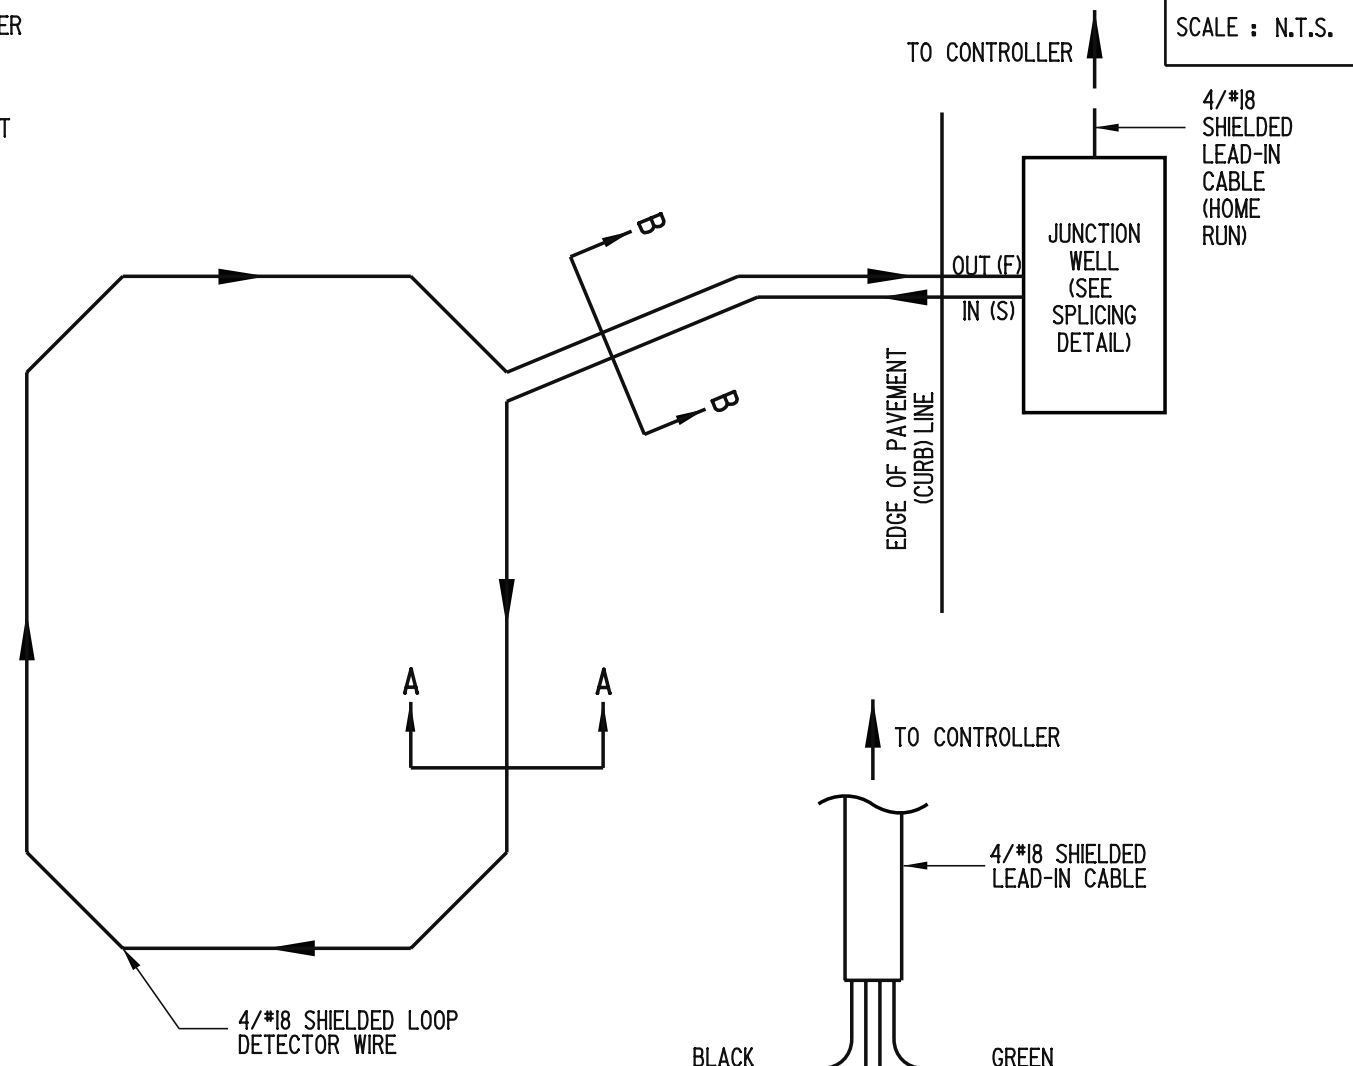 ER
T
SCALE : N.T.S.
TO CONTROLLER
4/#18
SHIELDED
LEAD-IN
CABLE
(HOME
RUN)
JUNCTION
WELL
(SEE
SPLICING
DETAIL)
OUT (F)
IN (S)
B
B
EDGE OF PAVEMENT
(CURB) LINE
A A
TO CONTROLLER
4/#18 SHIELDED
LEAD-IN CABLE
4/#18 SHIELDED LOOP
DETECTOR WIRE
BLACK GREEN